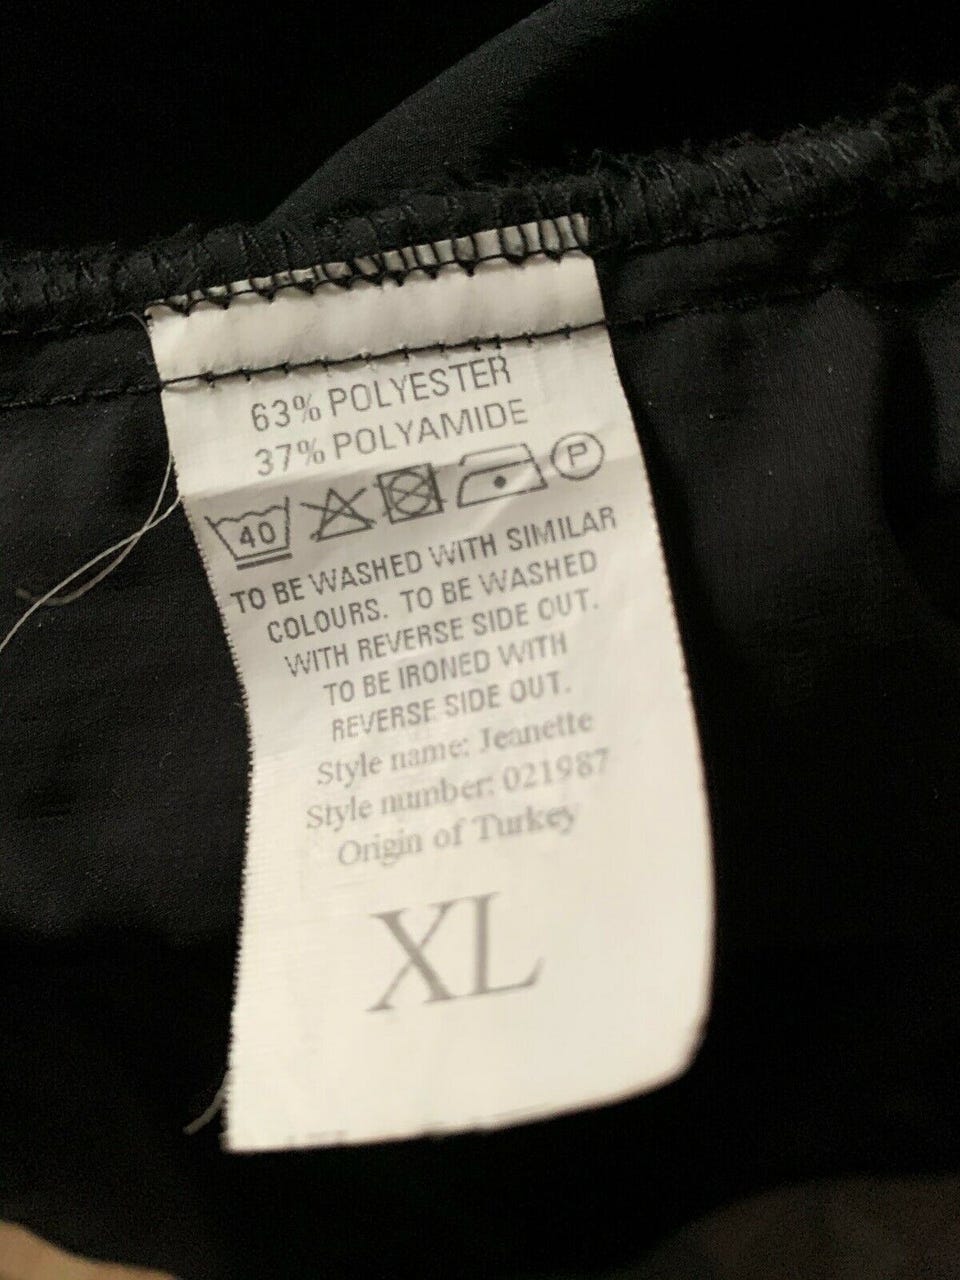 63% POLYESTER
37% POLYAMIDE
40 P
TO BE WASHED WITH SIMILAR
COLOURS. TO BE WASHED
WITH REVERSE SIDE OUT.
TO BE IRONED WITH
REVERSE SIDE OUT.
Style name: Jeanette
Style number: 021987
Origin of Turkey
XL